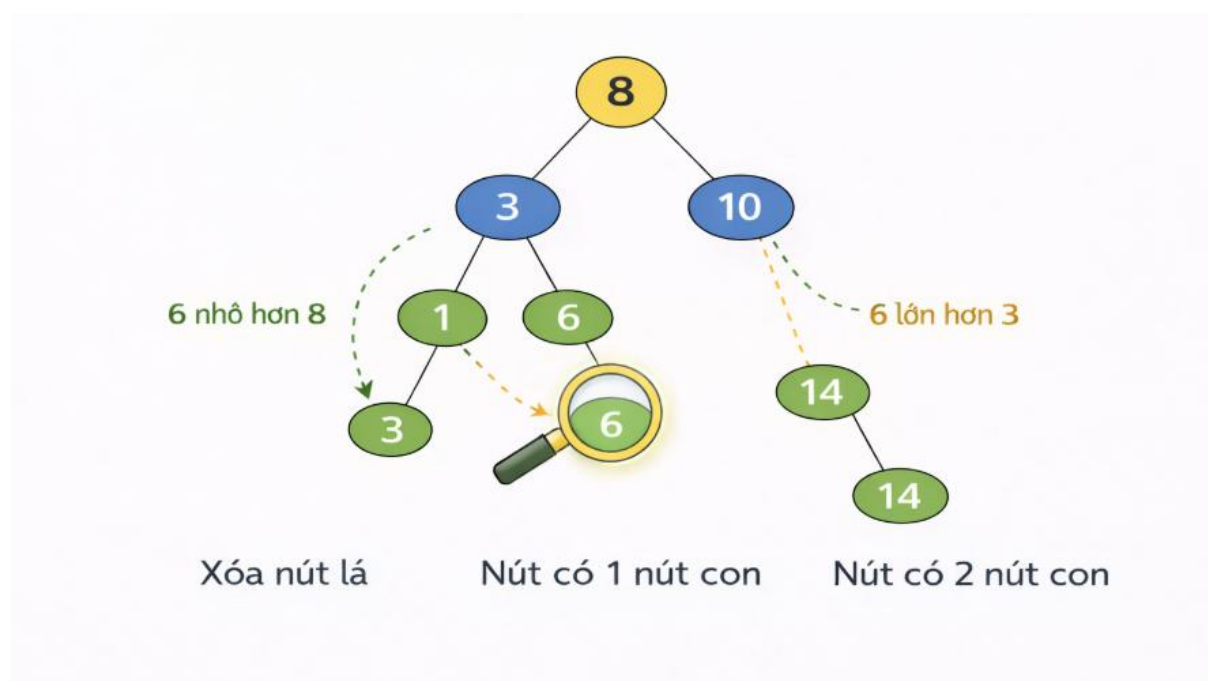 8
3
10
6 nhô hơn 8
1
6
6 lớn hơn 3
14
3
6
14
Xóa nút lá
Nút có 1 nút con
Nút có 2 nút con